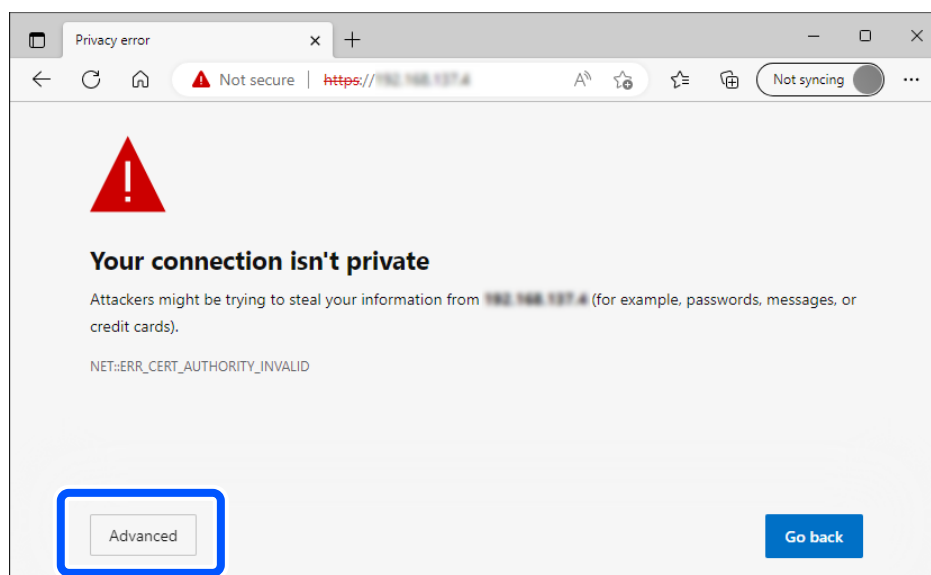 Privacy error
Not secure https://
Not syncing
Your connection isn't private
Attackers might be trying to steal your information from (for example, passwords, messages, or
credit cards).
NET::ERR_CERT_AUTHORITY_INVALID
Advanced
Go back